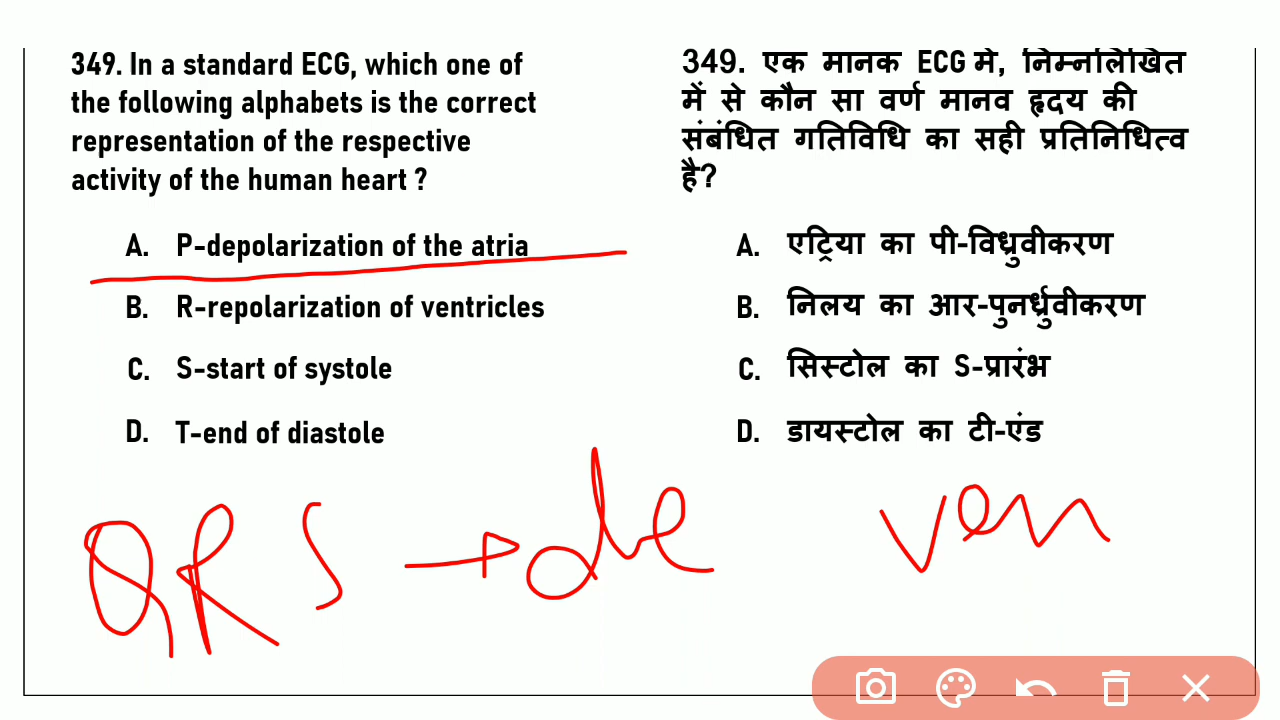 349. In a standard ECG, which one of
the following alphabets is the correct
representation of the respective
activity of the human heart ?
A. P-depolarization of the atria
B. R-repolarization of ventricles
C. S-start of systole
D. T-end of diastole
349. एक मानक ECG में, निम्नलिखित
में से कौन सा वर्ण मानव हृदय की
संबंधित गतिविधि का सही प्रतिनिधित्व
है?
A. एट्रिया का पी-विध्रुवीकरण
B. निलय का आर-पुनर्ध्रुवीकरण
C. सिस्टोल का S-प्रारंभ
D. डायस्टोल का टी-एंड
QRS → de ven